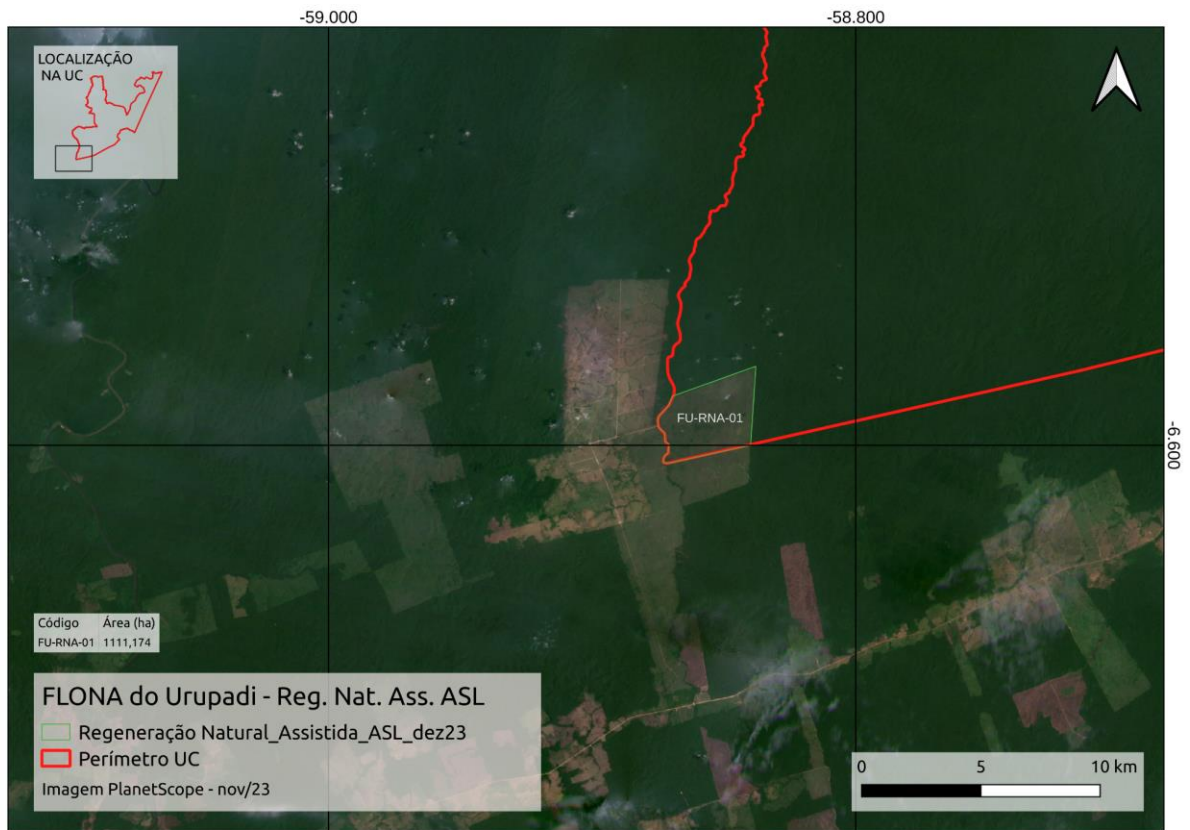 -59.000
-58.800
LOCALIZAÇÃO
NA UC
FU-RNA-01
-6.600
Código Área (ha)
FU-RNA-01 1111,174
FLONA do Urupadi - Reg. Nat. Ass. ASL
Regeneração Natural_Assistida_ASL_dez23
Perímetro UC
Imagem PlanetScope - nov/23
0 5 10 km